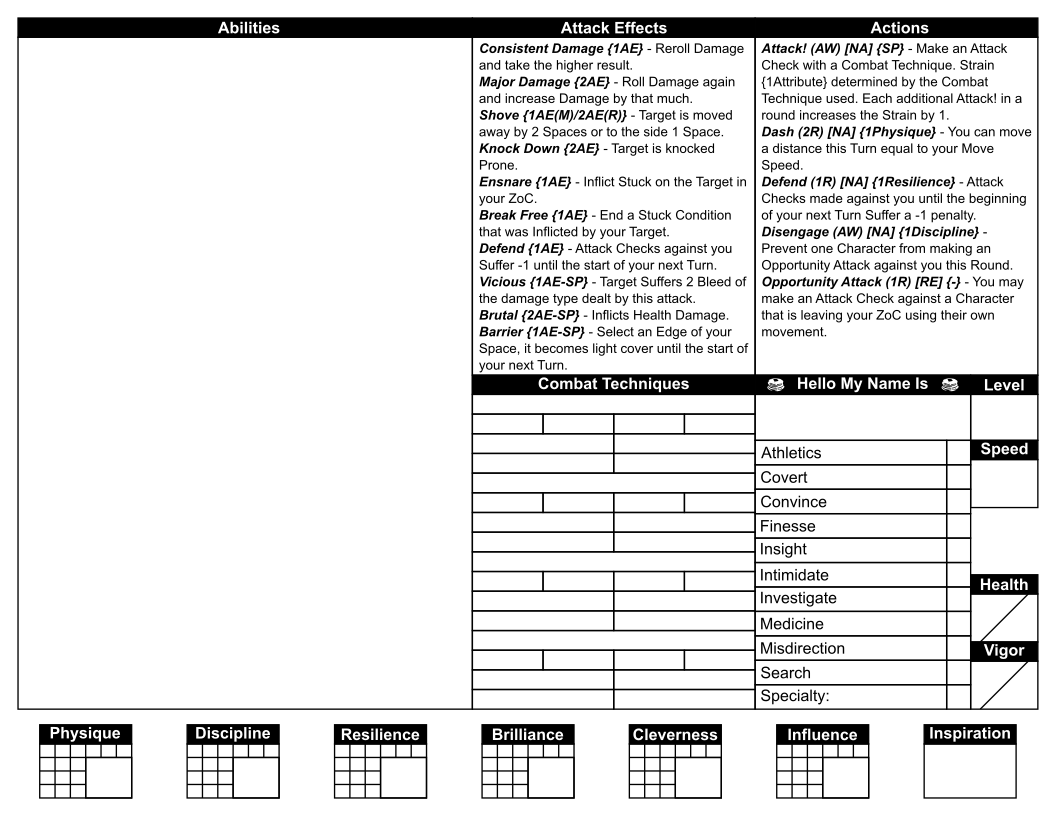 Abilities
Attack Effects
Consistent Damage {1AE} - Reroll Damage
and take the higher result.
Major Damage {2AE} - Roll Damage again
and increase Damage by that much.
Shove {1AE(M)/2AE(R)} - Target is moved
away by 2 Spaces or to the side 1 Space.
Knock Down {2AE} - Target is knocked
Prone.
Ensnare {1AE} - Inflict Stuck on the Target in
your ZoC.
Break Free {1AE} - End a Stuck Condition
that was Inflicted by your Target.
Defend {1AE} - Attack Checks against you
Suffer -1 until the start of your next Turn.
Vicious {1AE-SP} - Target Suffers 2 Bleed of
the damage type dealt by this attack.
Brutal {2AE-SP} - Inflicts Health Damage.
Barrier {1AE-SP} - Select an Edge of your
Space, it becomes light cover until the start of
your next Turn.
Actions
Attack! (AW) [NA] {SP} - Make an Attack
Check with a Combat Technique. Strain
{1Attribute} determined by the Combat
Technique used. Each additional Attack! in a
round increases the Strain by 1.
Dash (2R) [NA] {1Physique} - You can move
a distance this Turn equal to your Move
Speed.
Defend (1R) [NA] {1Resilience} - Attack
Checks made against you until the beginning
of your next Turn Suffer a -1 penalty.
Disengage (AW) [NA] {1Discipline} -
Prevent one Character from making an
Opportunity Attack against you this Round.
Opportunity Attack (1R) [RE] {-} - You may
make an Attack Check against a Character
that is leaving your ZoC using their own
movement.
Combat Techniques
Hello My Name Is
Level
Speed
Athletics
Covert
Convince
Finesse
Insight
Intimidate
Investigate
Medicine
Misdirection
Search
Specialty:
Health
Vigor
Physique
Discipline
Resilience
Brilliance
Cleverness
Influence
Inspiration